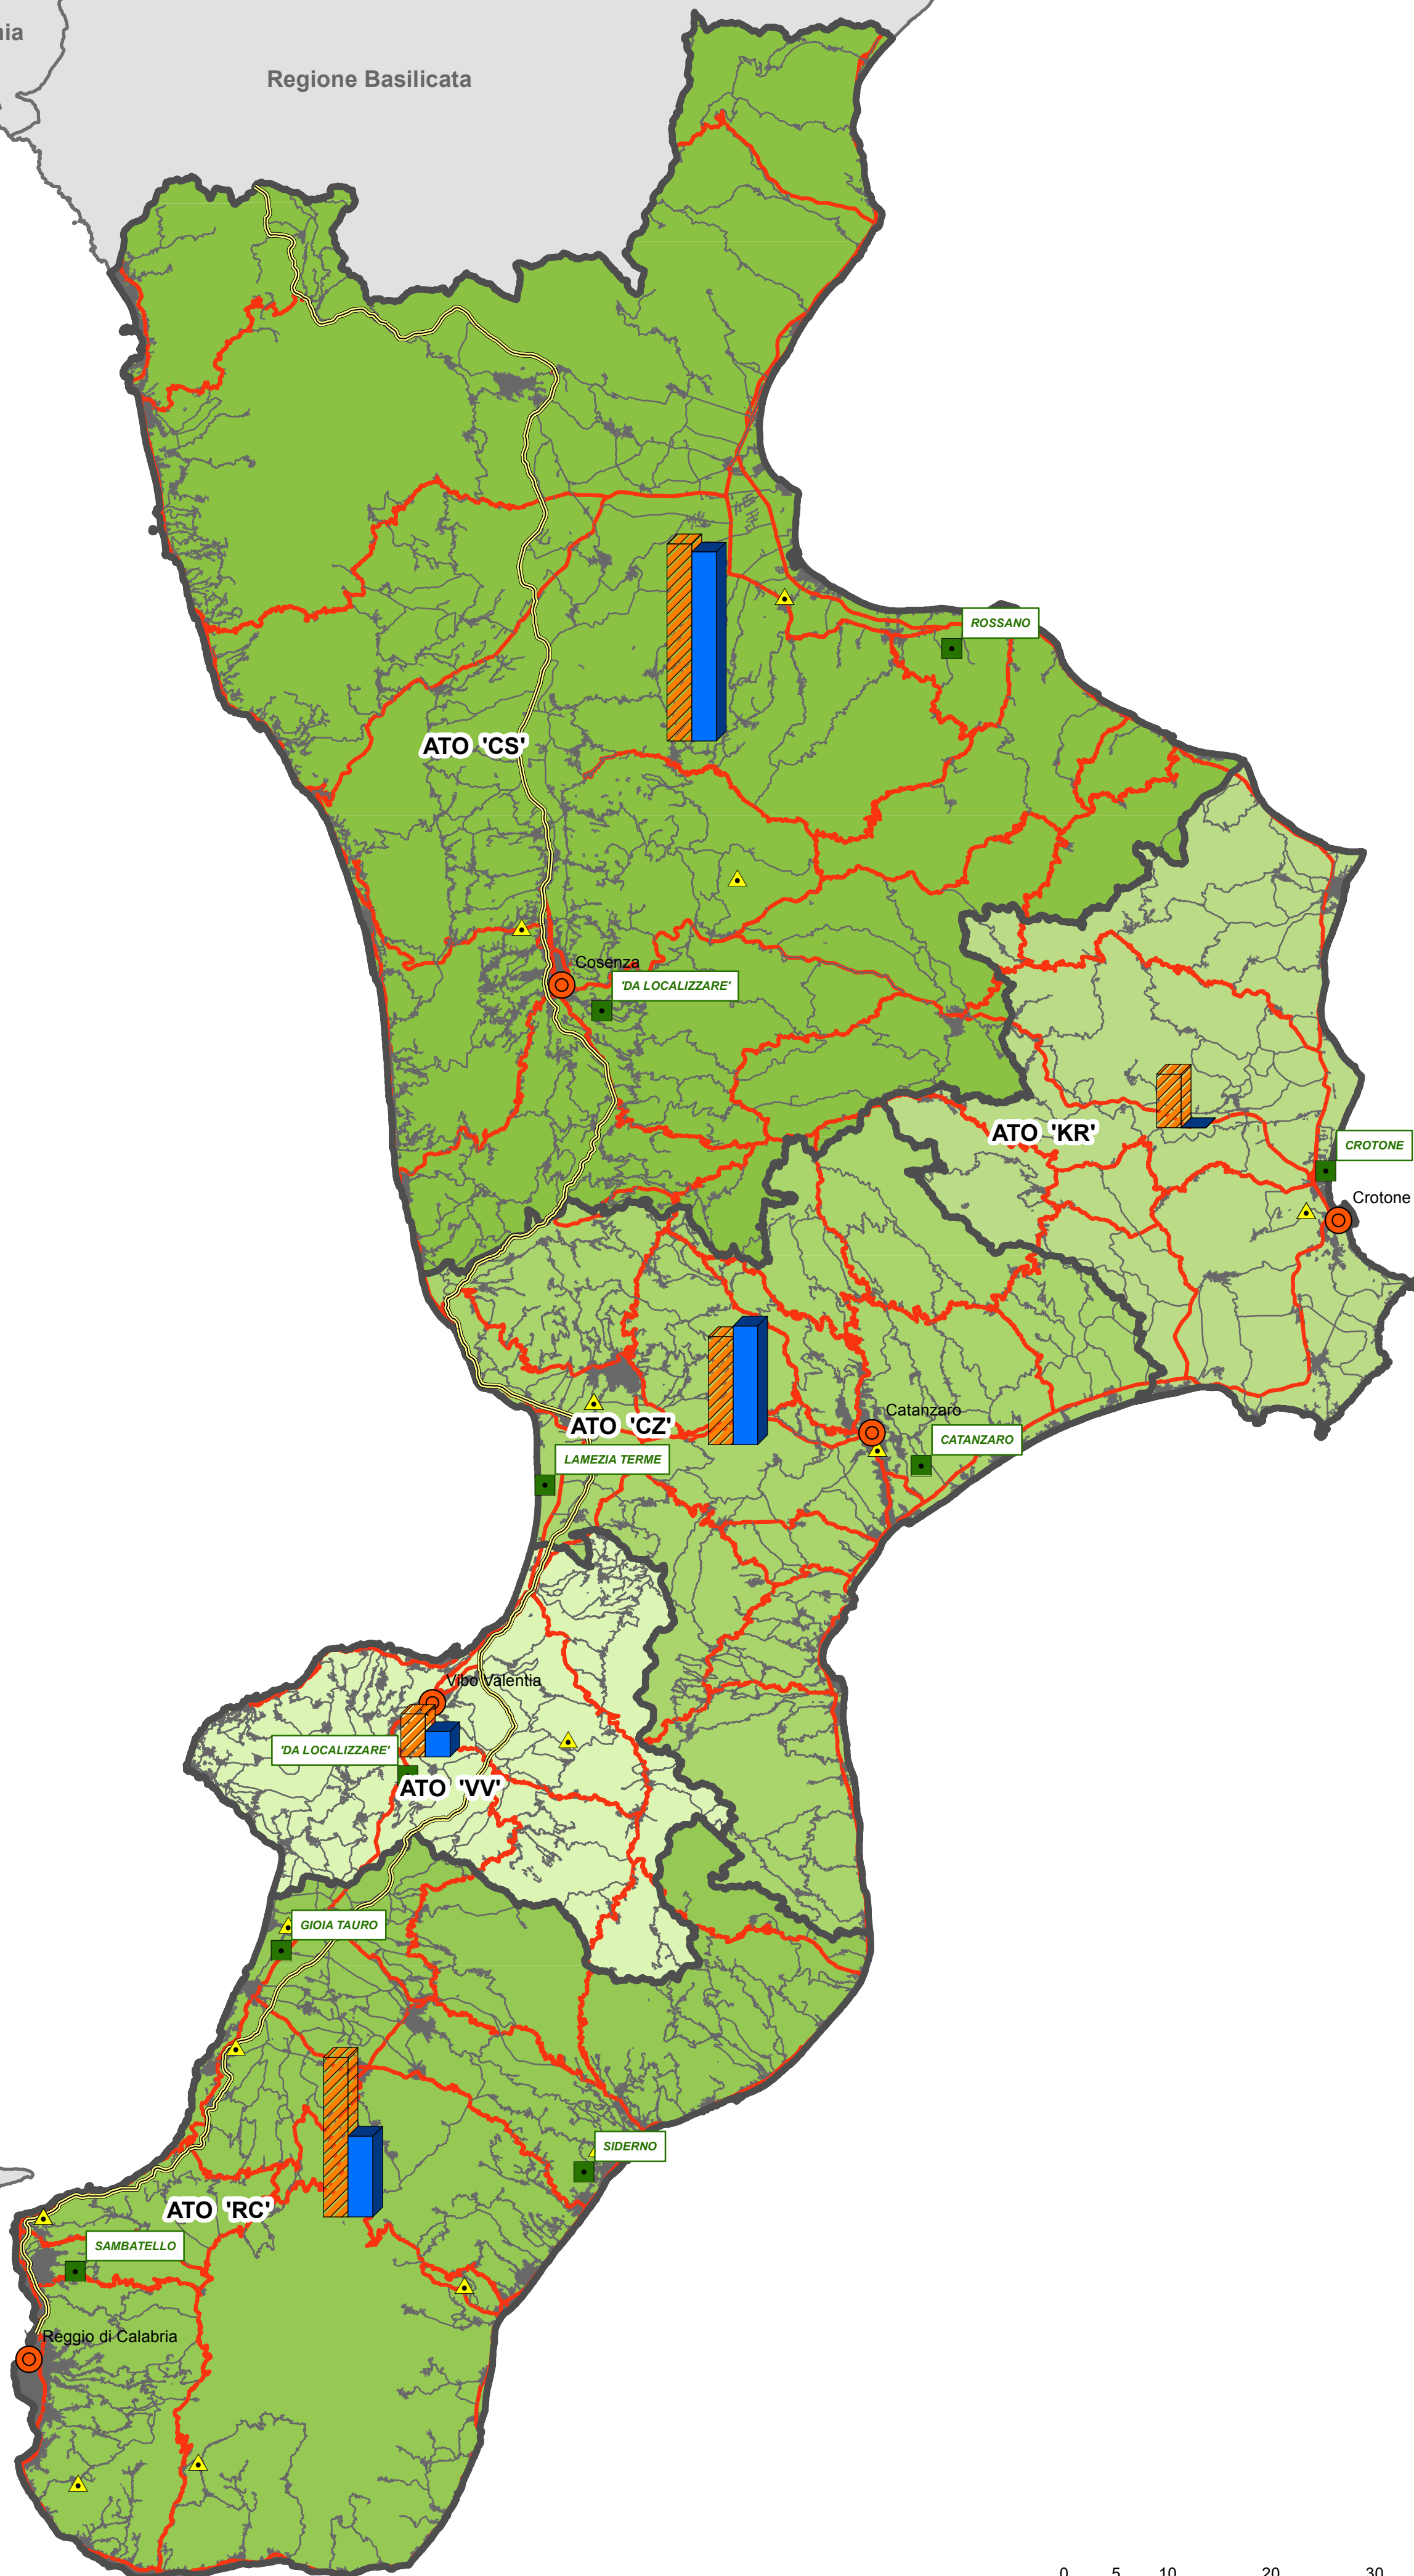 nia
Regione Basilicata
ROSSANO
ATO 'CS'
Cosenza
'DA LOCALIZZARE'
ATO 'KR'
CROTONE
Crotone
Catanzaro
ATO 'CZ'
CATANZARO
LAMEZIA TERME
Vibo Valentia
'DA LOCALIZZARE'
ATO 'VV'
GIOIA TAURO
SIDERNO
ATO 'RC'
SAMBATELLO
Reggio di Calabria
0 5 10 20 30